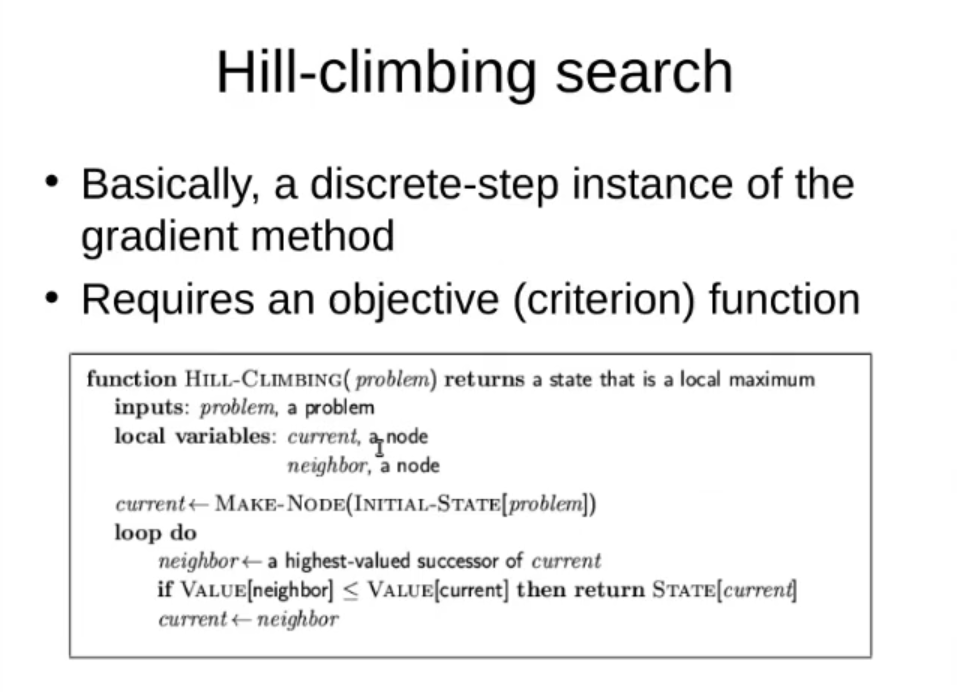 Hill-climbing search
• Basically, a discrete-step instance of the
gradient method
• Requires an objective (criterion) function
function HILL-CLIMBING( problem) returns a state that is a local maximum
inputs: problem, a problem
local variables: current, a node
neighbor, a node
current ← MAKE-NODE(INITIAL-STATE[problem])
loop do
neighbor ← a highest-valued successor of current
if VALUE[neighbor] ≤ VALUE[current] then return STATE[current]
current ← neighbor